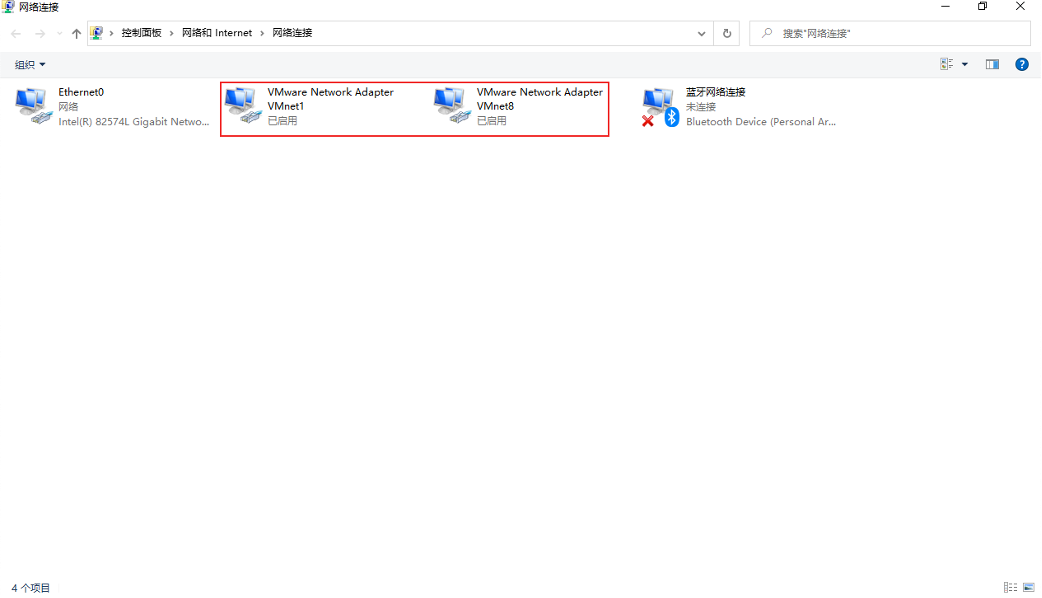 网络连接
控制面板 网络和 Internet 网络连接
搜索"网络连接"
组织
Ethernet0
网络
Intel(R) 82574L Gigabit Netwo...
VMware Network Adapter
VMnet1
已启用
VMware Network Adapter
VMnet8
已启用
蓝牙网络连接
未连接
Bluetooth Device (Personal Ar...
4 个项目